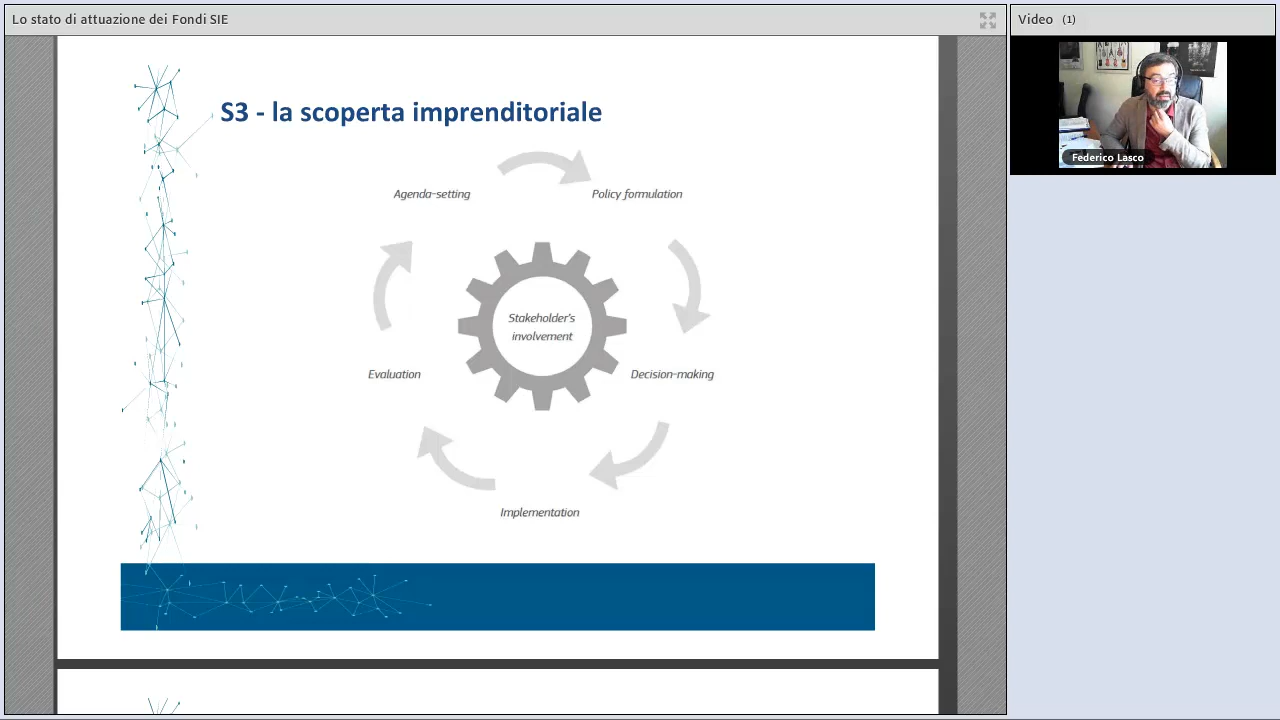 Lo stato di attuazione dei Fondi SIE
Video (1)
Federico Lasco
S3 - la scoperta imprenditoriale
Agenda-setting
Policy formulation
Stakeholder's
involvement
Evaluation
Decision-making
Implementation